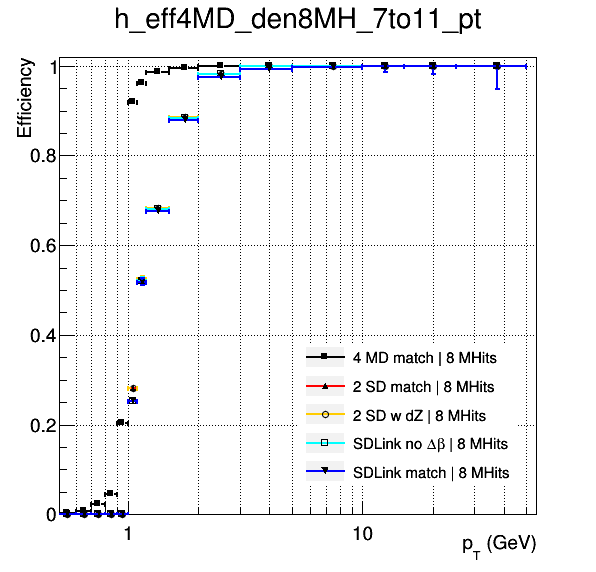 h_eff4MD_den8MH_7to11_pt
Efficiency
1
0.8
0.6
0.4
0.2
0
4 MD match | 8 MHits
2 SD match | 8 MHits
2 SD w dZ | 8 MHits
SDLink no Δβ | 8 MHits
SDLink match | 8 MHits
1
10
p_T (GeV)